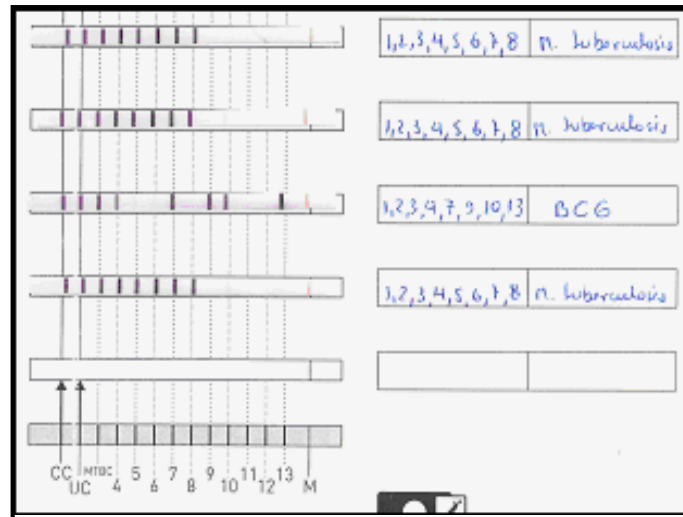 1,2,3,4,5,6,7,8 M. tuberculosis
1,2,3,4,5,6,7,8 M. tuberculosis
1,2,3,4,7,9,10,13 BCG
1,2,3,4,5,6,7,8 M. tuberculosis
CC UC MTBC 4 5 6 7 8 9 10 11 12 13 M